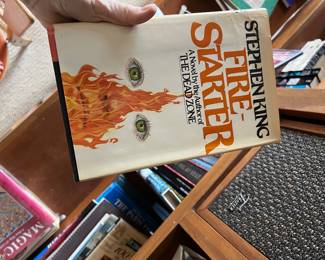 STEPHEN KING
FIRE-
STARTER
A Novel by the Author of
THE DEAD ZONE
MAGIC